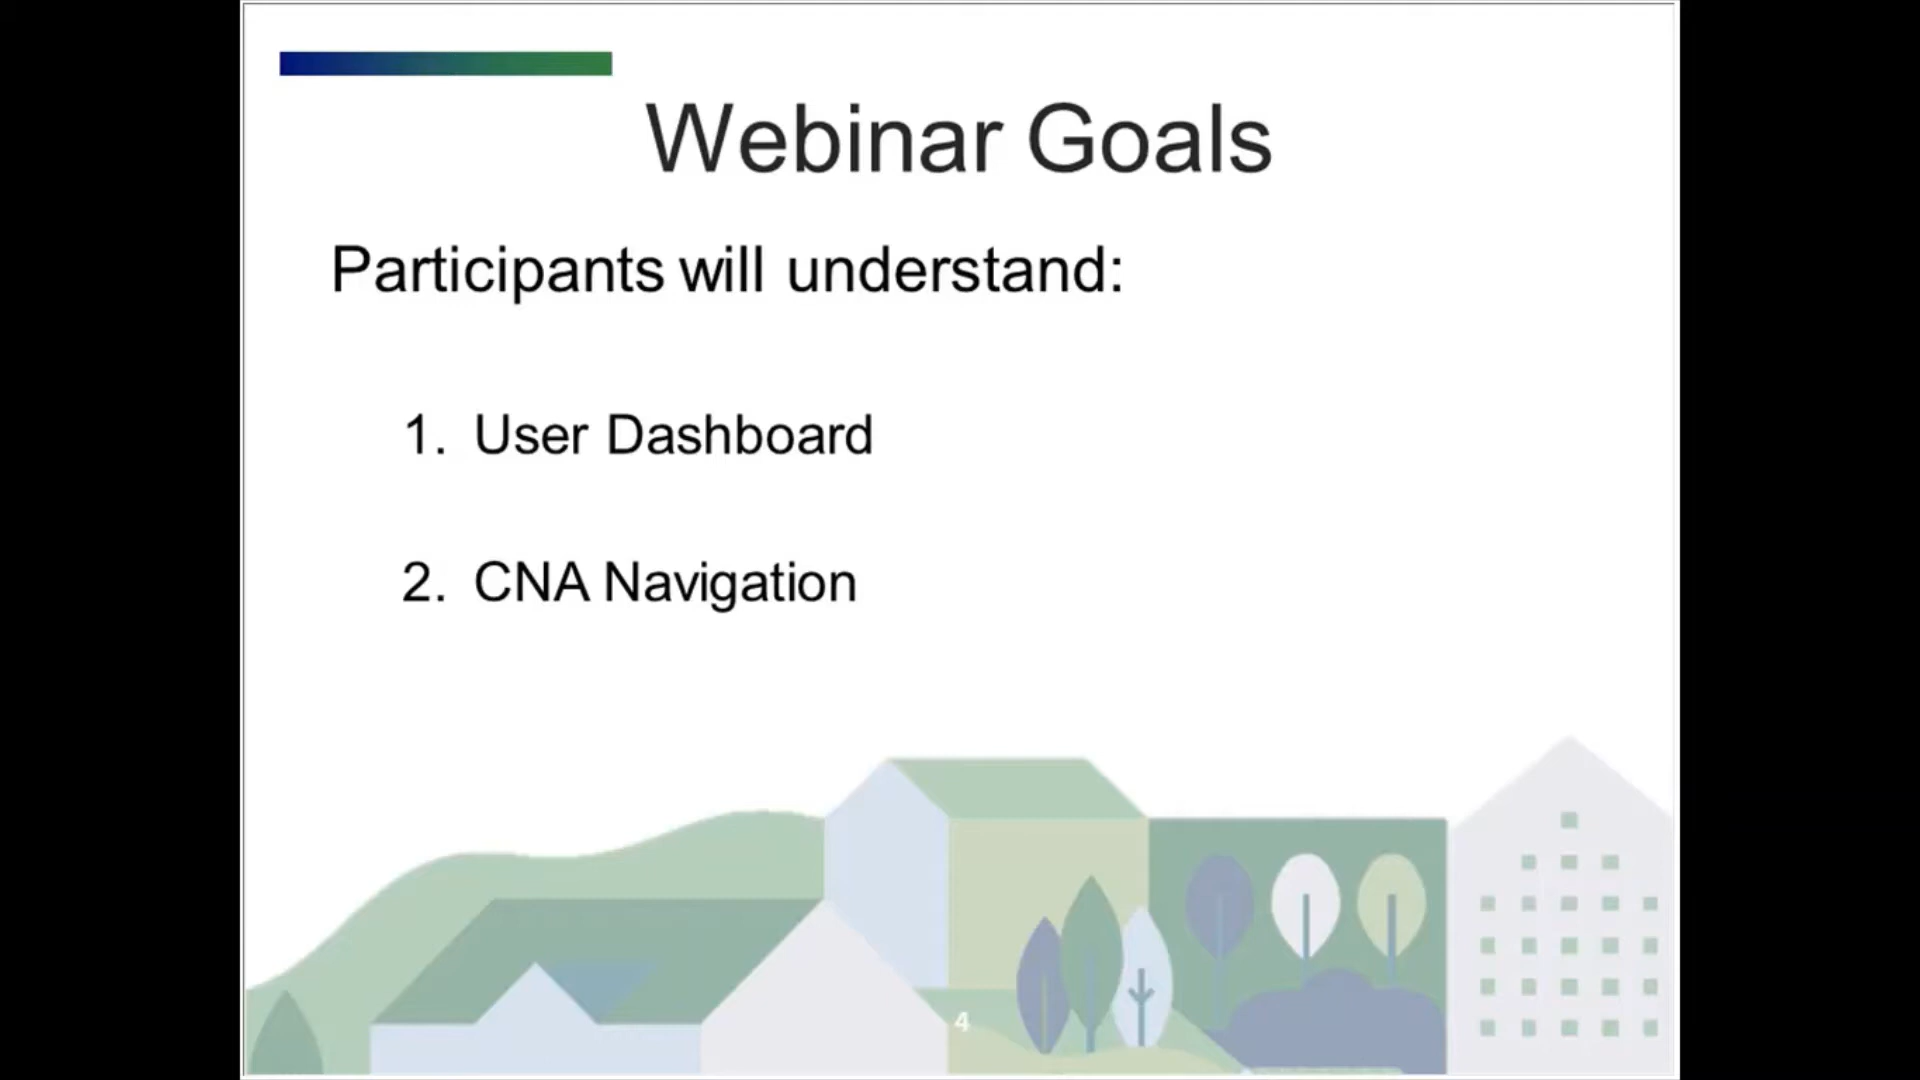 Webinar Goals
Participants will understand:
1. User Dashboard
2. CNA Navigation
4